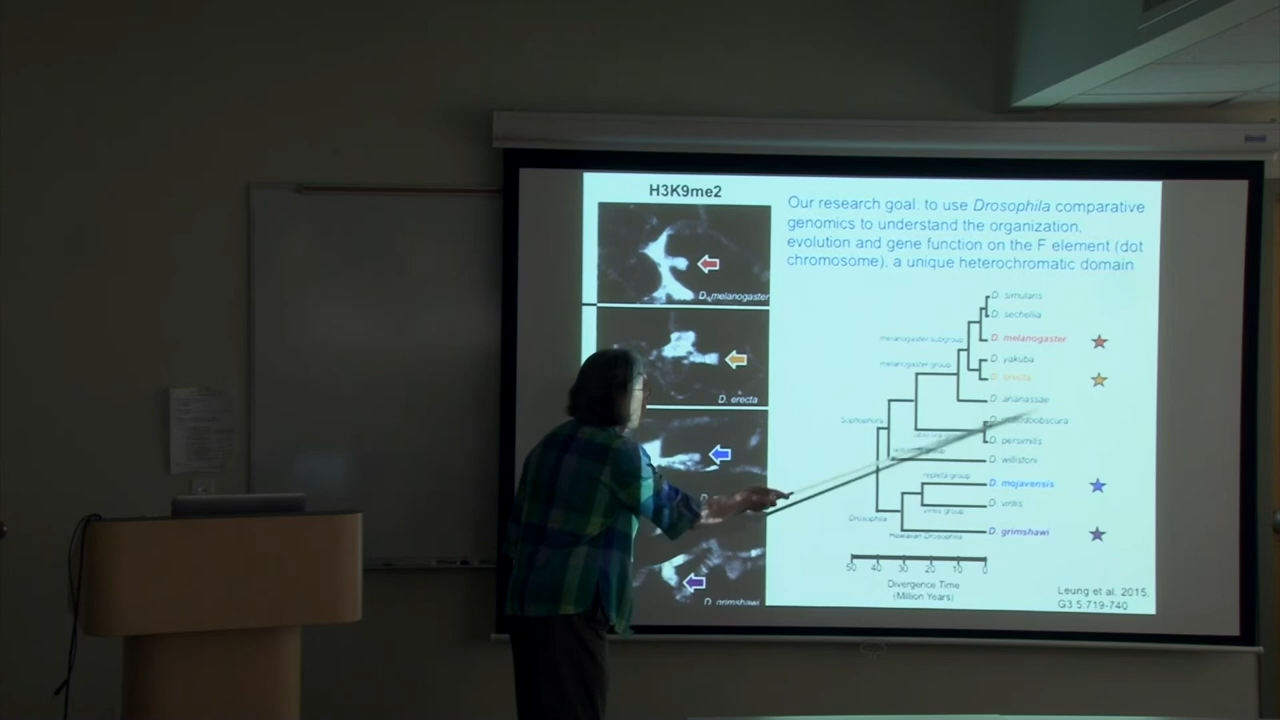 H3K9me2
D. melanogaster
D. erecta
D. grimshawi
Our research goal: to use Drosophila comparative
genomics to understand the organization,
evolution and gene function on the F element (dot
chromosome), a unique heterochromatic domain
D. simulans
D. sechellia
melanogaster subgroup
D. melanogaster
D. yakuba
melanogaster group
D. erecta
D. ananassae
Sophophora
D. persimilis
D. willistoni
repleta group
D. mojavensis
D. virilis
virilis group
Drosophila
D. grimshawi
Hawaiian Drosophila
50 40 30 20 10 0
Divergence Time
(Million Years)
Leung et al. 2015,
G3 5:719-740